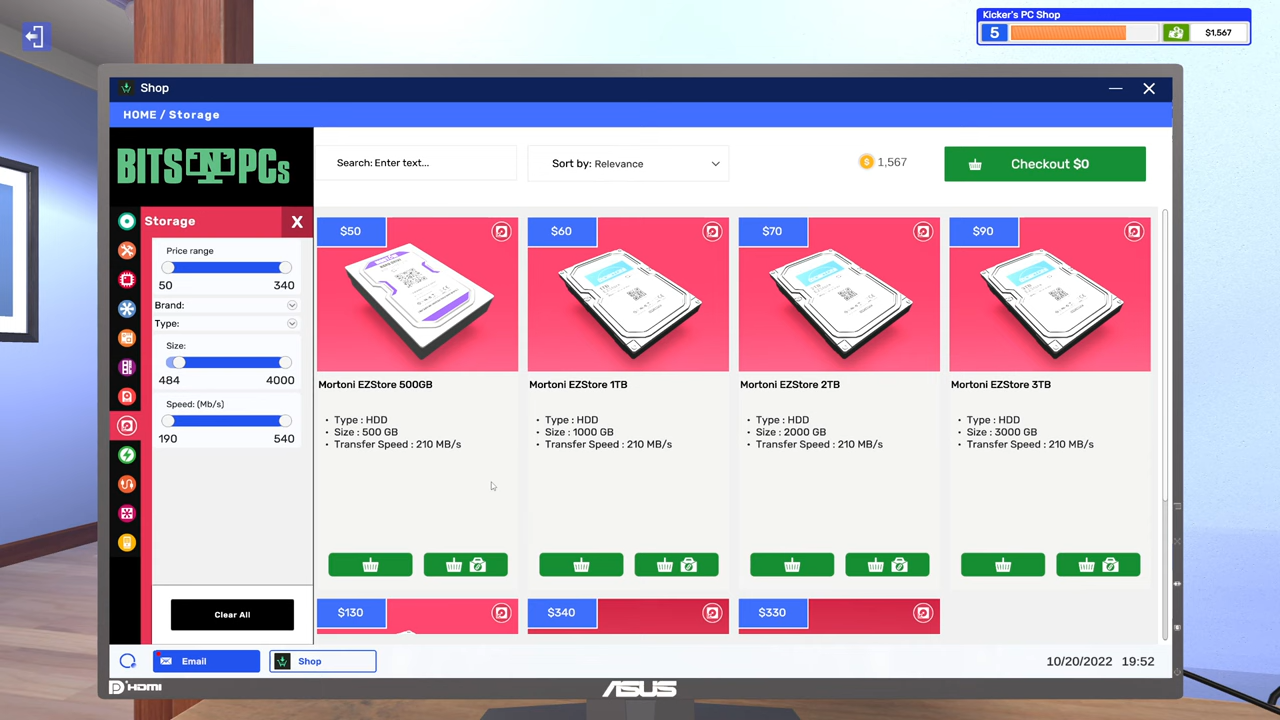 Kicker's PC Shop
5
$1,567
Shop
HOME / Storage
BITS N PCs
Search: Enter text...
Sort by: Relevance
1,567
Checkout $0
Storage
X
Price range
50 340
Brand:
Type:
Size:
484 4000
Speed: (Mb/s)
190 540
Clear All
$50
Mortoni EZStore 500GB
• Type : HDD
• Size : 500 GB
• Transfer Speed : 210 MB/s
$60
Mortoni EZStore 1TB
• Type : HDD
• Size : 1000 GB
• Transfer Speed : 210 MB/s
$70
Mortoni EZStore 2TB
• Type : HDD
• Size : 2000 GB
• Transfer Speed : 210 MB/s
$90
Mortoni EZStore 3TB
• Type : HDD
• Size : 3000 GB
• Transfer Speed : 210 MB/s
$130
$340
$330
Email
Shop
10/20/2022 19:52
HDMI
ASUS